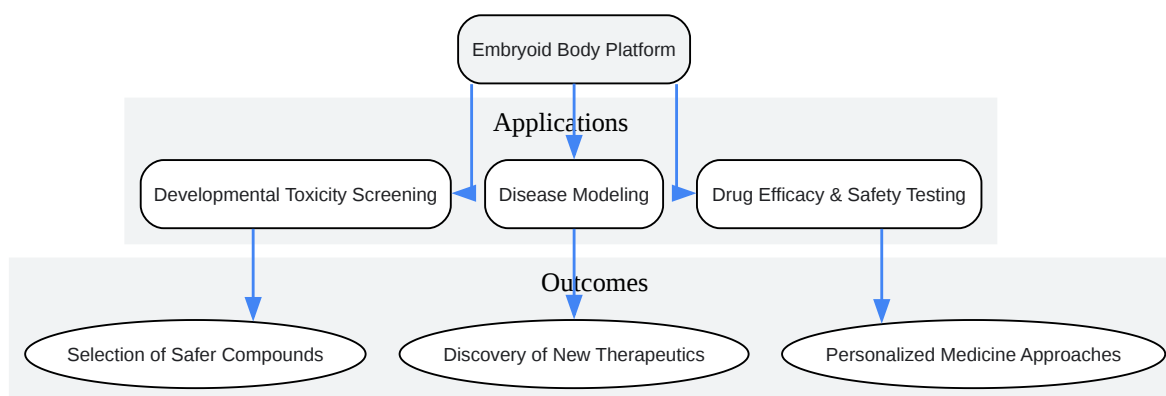 Embryoid Body Platform
Applications
Developmental Toxicity Screening
Disease Modeling
Drug Efficacy & Safety Testing
Outcomes
Selection of Safer Compounds
Discovery of New Therapeutics
Personalized Medicine Approaches